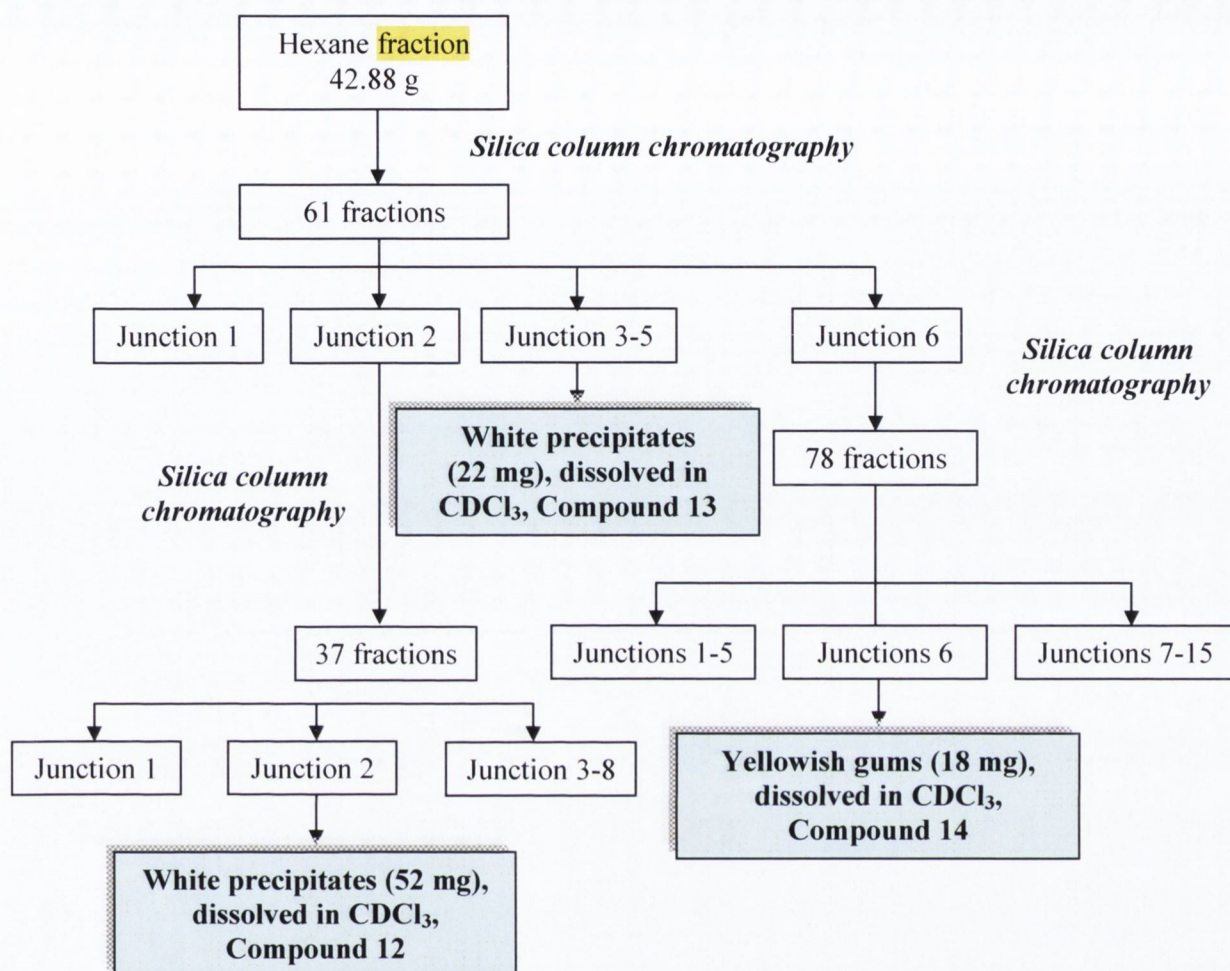 Hexane fraction
42.88 g
Silica column chromatography
61 fractions
Junction 1
Junction 2
Junction 3-5
Junction 6
Silica column
chromatography
White precipitates
(22 mg), dissolved in
CDCl₃, Compound 13
78 fractions
Silica column
chromatography
37 fractions
Junctions 1-5
Junctions 6
Junctions 7-15
Junction 1
Junction 2
Junction 3-8
Yellowish gums (18 mg),
dissolved in CDCl₃,
Compound 14
White precipitates (52 mg),
dissolved in CDCl₃,
Compound 12